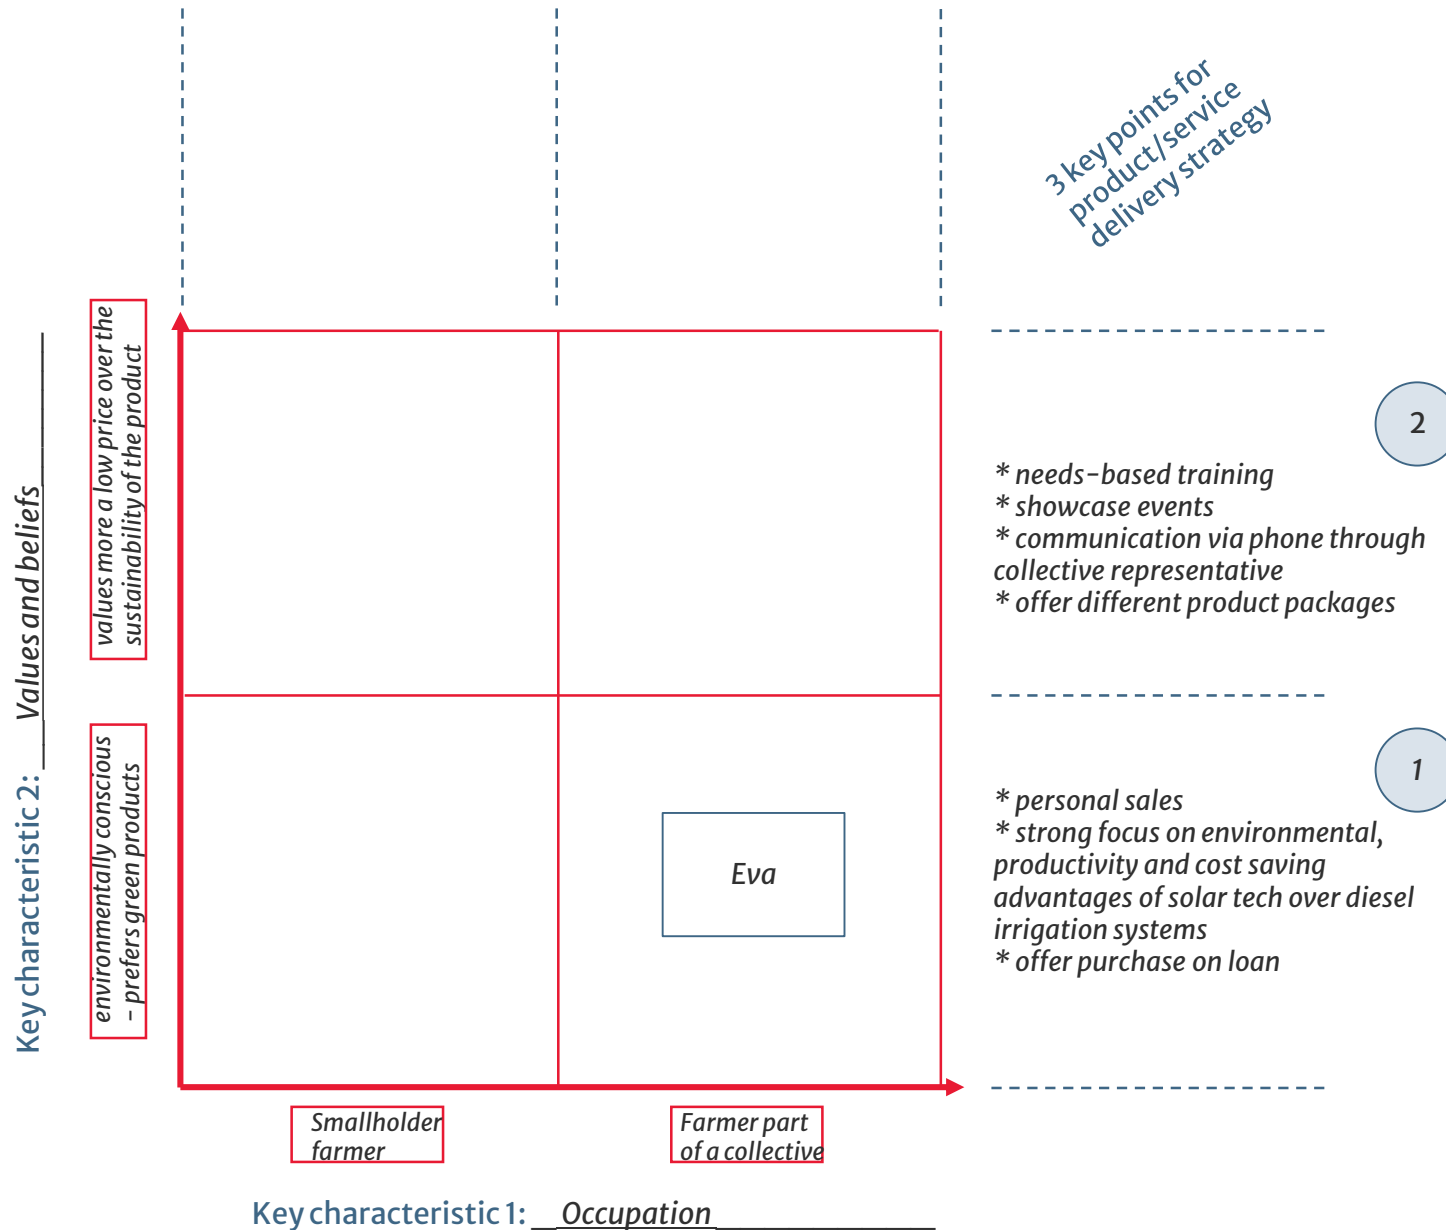 3 key points for
product/service
delivery strategy
values more a low price over the
sustainability of the product
2
* needs-based training
* showcase events
* communication via phone through
collective representative
* offer different product packages
Key characteristic 2: __Values and beliefs__________
environmentally conscious
- prefers green products
Eva
1
* personal sales
* strong focus on environmental,
productivity and cost saving
advantages of solar tech over diesel
irrigation systems
* offer purchase on loan
Smallholder
farmer
Farmer part
of a collective
Key characteristic 1: __Occupation__________________